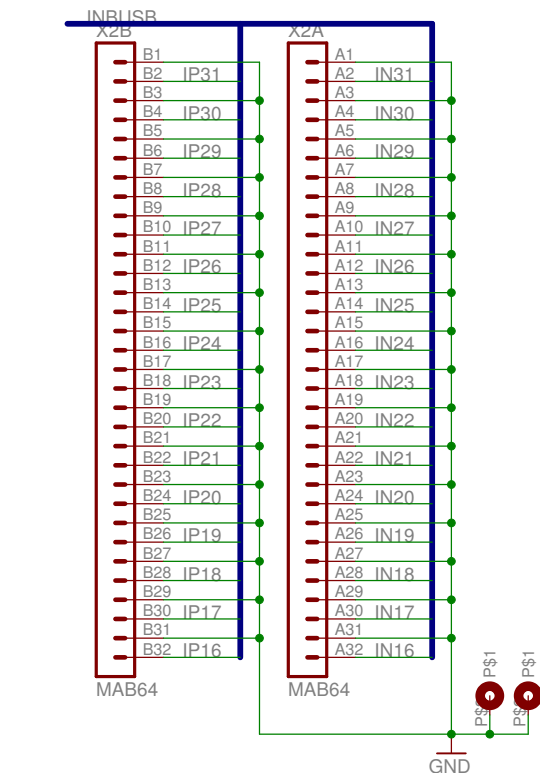 INBUSB
X2B X2A
B1 A1
B2 IP31 A2 IN31
B3 A3
B4 IP30 A4 IN30
B5 A5
B6 IP29 A6 IN29
B7 A7
B8 IP28 A8 IN28
B9 A9
B10 IP27 A10 IN27
B11 A11
B12 IP26 A12 IN26
B13 A13
B14 IP25 A14 IN25
B15 A15
B16 IP24 A16 IN24
B17 A17
B18 IP23 A18 IN23
B19 A19
B20 IP22 A20 IN22
B21 A21
B22 IP21 A22 IN21
B23 A23
B24 IP20 A24 IN20
B25 A25
B26 IP19 A26 IN19
B27 A27
B28 IP18 A28 IN18
B29 A29
B30 IP17 A30 IN17
B31 A31
B32 IP16 A32 IN16
P$1 P$1
MAB64 MAB64
GND